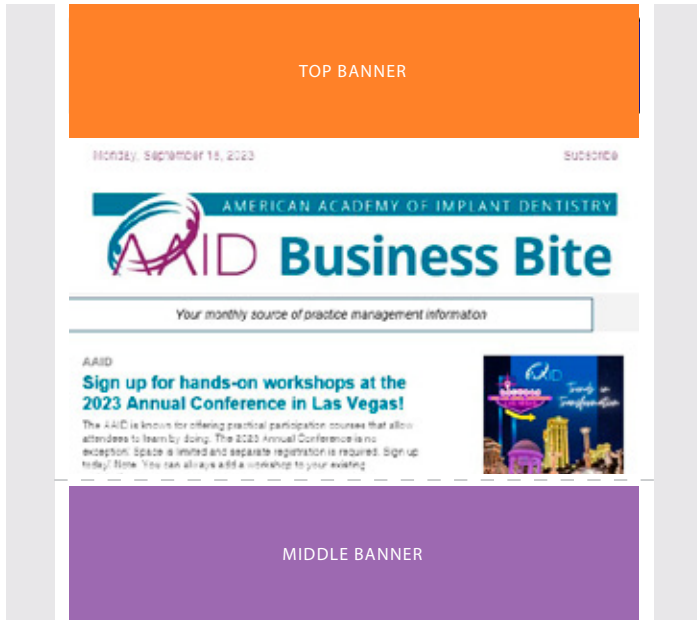 TOP BANNER
Monday, September 18, 2023
Subscribe
AMERICAN ACADEMY OF IMPLANT DENTISTRY
AAID Business Bite
Your monthly source of practice management information
AAID
Sign up for hands-on workshops at the
2023 Annual Conference in Las Vegas!
The AAID is known for offering practical participation courses that allow
attendees to learn by doing. The 2023 Annual Conference is no
exception! Space is limited and separate registration is required. Sign up
today! Note: You can always add a workshop to your existing
AAID
Trends in
Transformation
MIDDLE BANNER